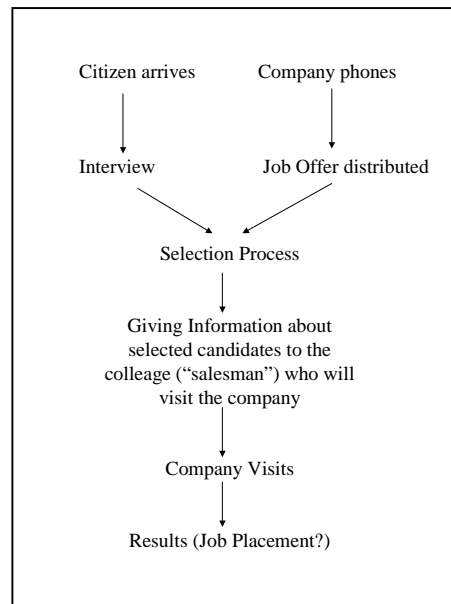 Citizen arrives
Company phones
Interview
Job Offer distributed
Selection Process
Giving Information about
selected candidates to the
colleage (“salesman”) who will
visit the company
Company Visits
Results (Job Placement?)